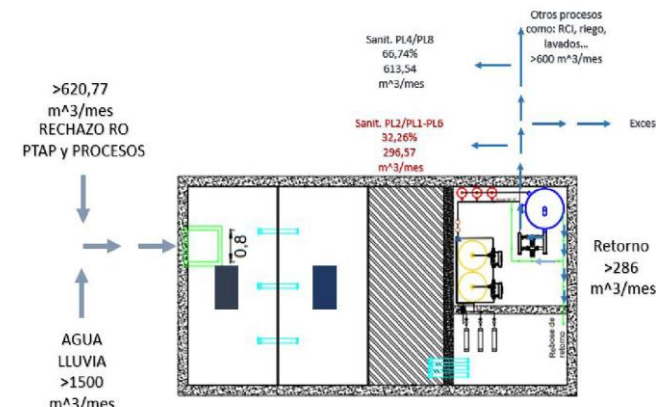 Otros procesos
como: RCI, riego,
lavados...
>600 m^3/mes
Sanit. PL4/PL8
66,74%
613,54
m^3/mes
>620,77
m^3/mes
RECHAZO RO
PTAP y PROCESOS
Sanit. PL2/PL1-PL6
32,26%
296,57
m^3/mes
Exces
0,8
Retorno
>286
m^3/mes
Rebose de
retorno
AGUA
LLUVIA
>1500
m^3/mes